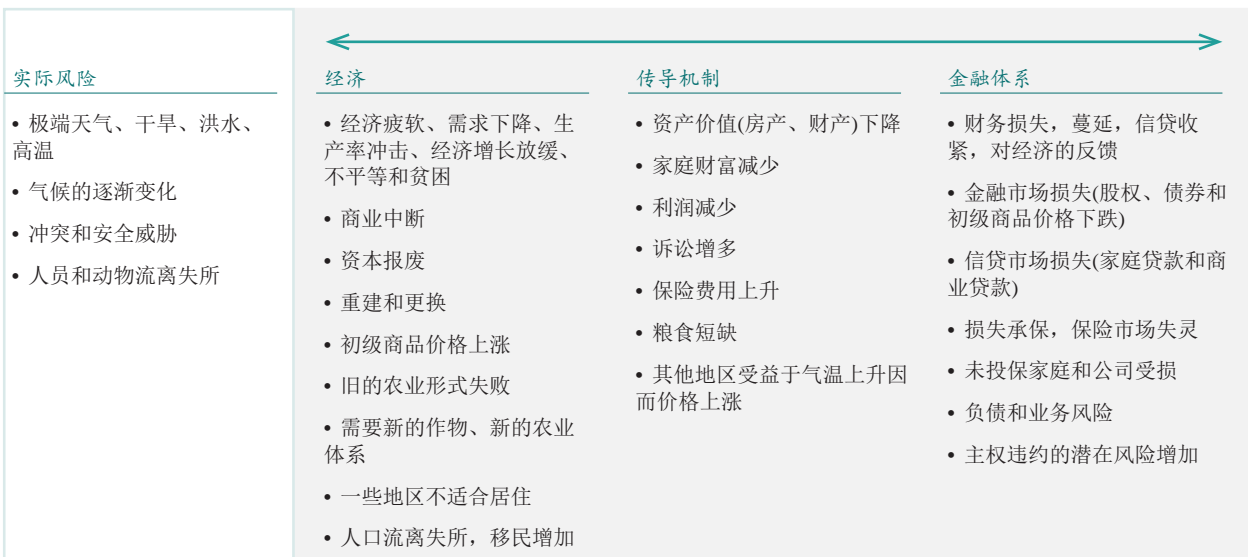 实际风险
• 极端天气、干旱、洪水、
高温
• 气候的逐渐变化
• 冲突和安全威胁
• 人员和动物流离失所
经济
• 经济疲软、需求下降、生
产率冲击、经济增长放缓、
不平等和贫困
• 商业中断
• 资本报废
• 重建和更换
• 初级商品价格上涨
• 旧的农业形式失败
• 需要新的作物、新的农业
体系
• 一些地区不适合居住
• 人口流离失所，移民增加
传导机制
• 资产价值(房产、财产)下降
• 家庭财富减少
• 利润减少
• 诉讼增多
• 保险费用上升
• 粮食短缺
• 其他地区受益于气温上升因
而价格上涨
金融体系
• 财务损失，蔓延，信贷收
紧，对经济的反馈
• 金融市场损失(股权、债券和
初级商品价格下跌)
• 信贷市场损失(家庭贷款和商
业贷款)
• 损失承保，保险市场失灵
• 未投保家庭和公司受损
• 负债和业务风险
• 主权违约的潜在风险增加